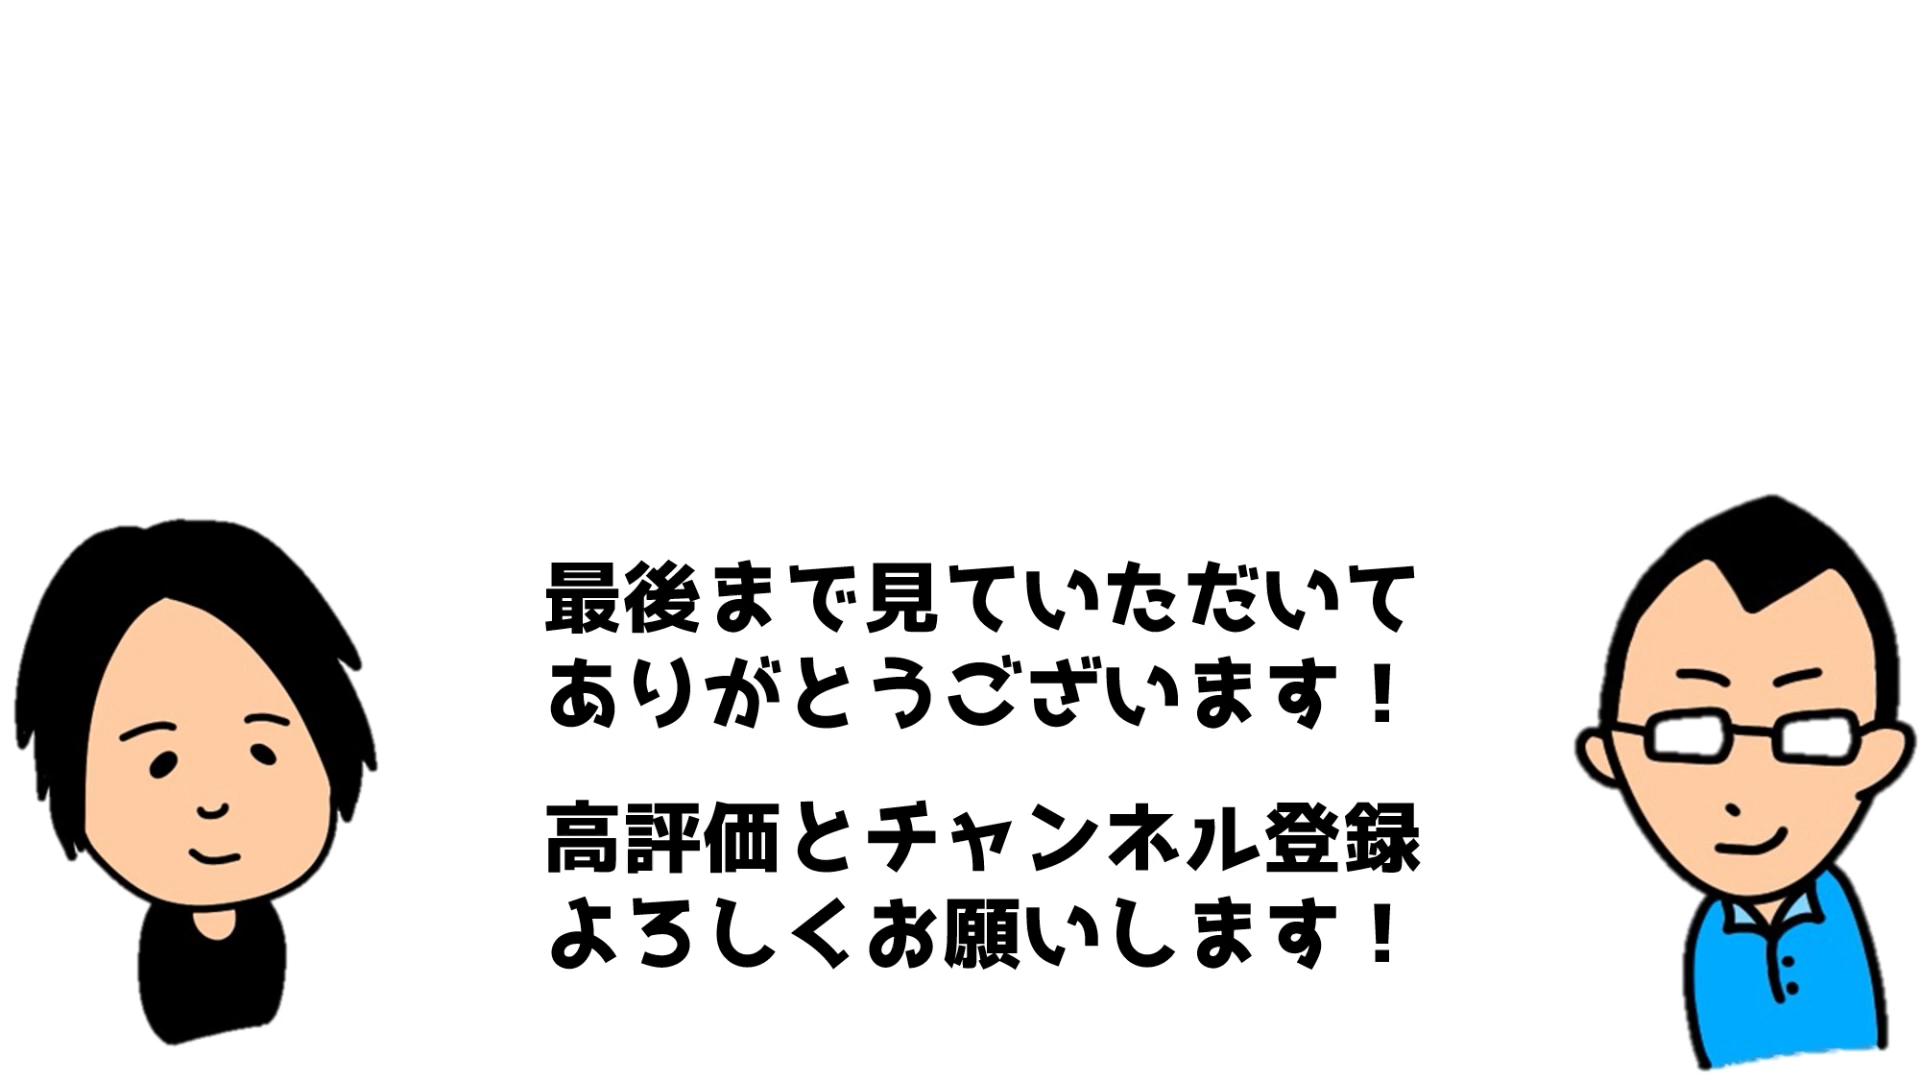 最後まで見ていただいて
ありがとうございます！
高評価とチャンネル登録
よろしくお願いします！